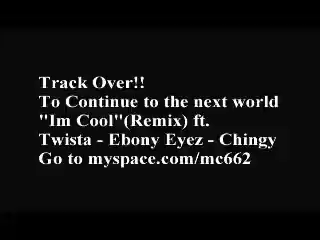 Track Over!!
To Continue to the next world
"Im Cool"(Remix) ft.
Twista - Ebony Eyez - Chingy
Go to myspace.com/mc662